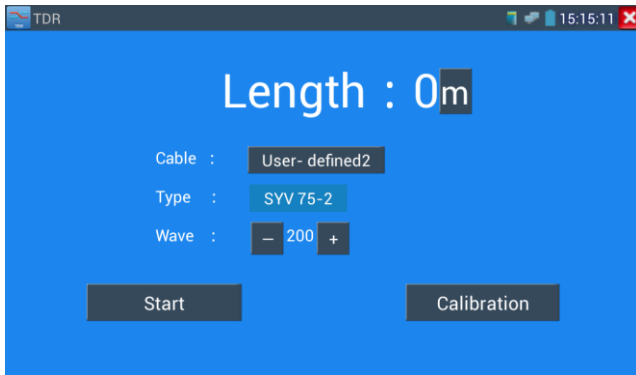 TDR 15:15:11
Length : 0m
Cable : User- defined2
Type : SYV 75-2
Wave : – 200 +
Start Calibration